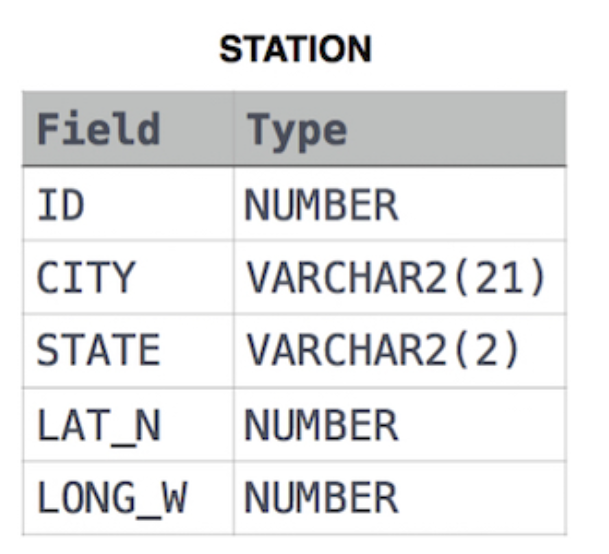 STATION
Field Type
ID NUMBER
CITY VARCHAR2(21)
STATE VARCHAR2(2)
LAT_N NUMBER
LONG_W NUMBER